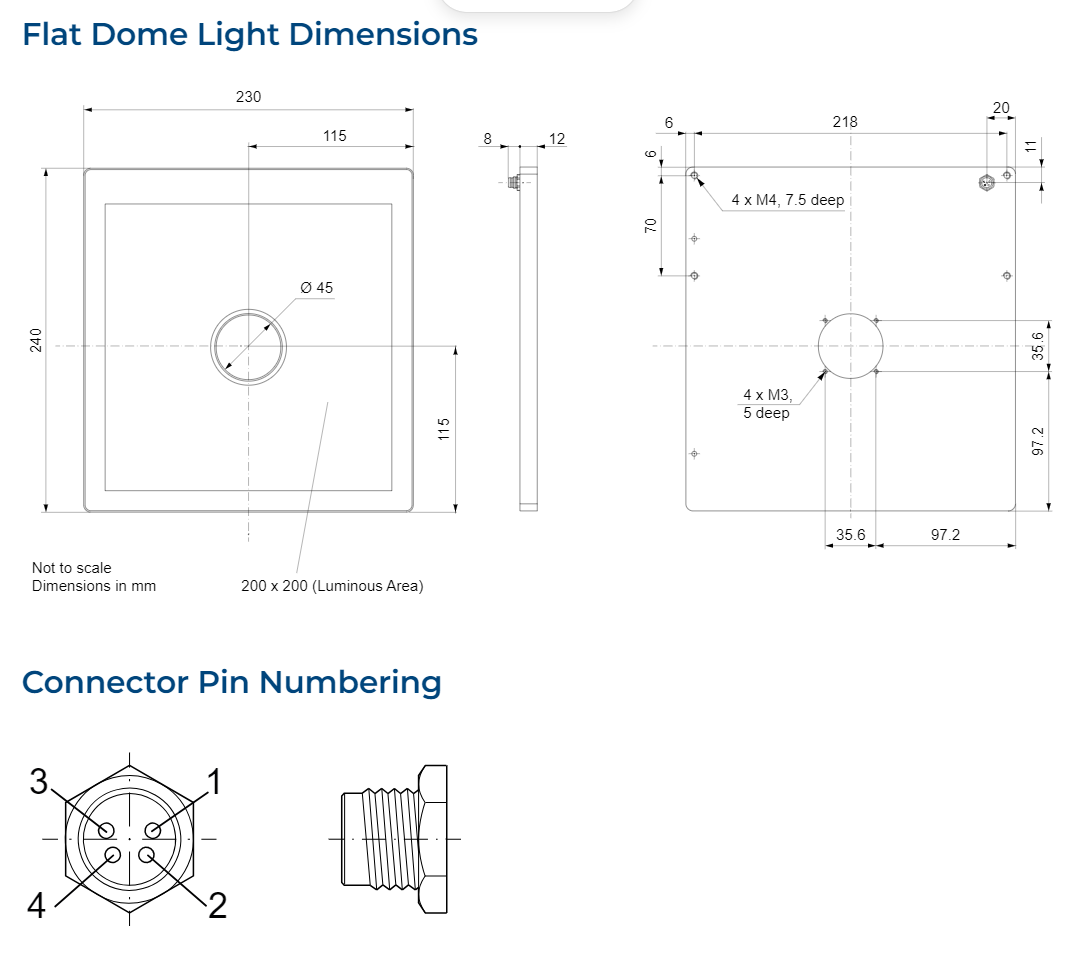 Flat Dome Light Dimensions
230
115
8
12
6
218
20
11
6
4 x M4, 7.5 deep
70
Ø 45
240
115
35.6
4 x M3,
5 deep
97.2
35.6
97.2
Not to scale
Dimensions in mm
200 x 200 (Luminous Area)
Connector Pin Numbering
3
1
4
2